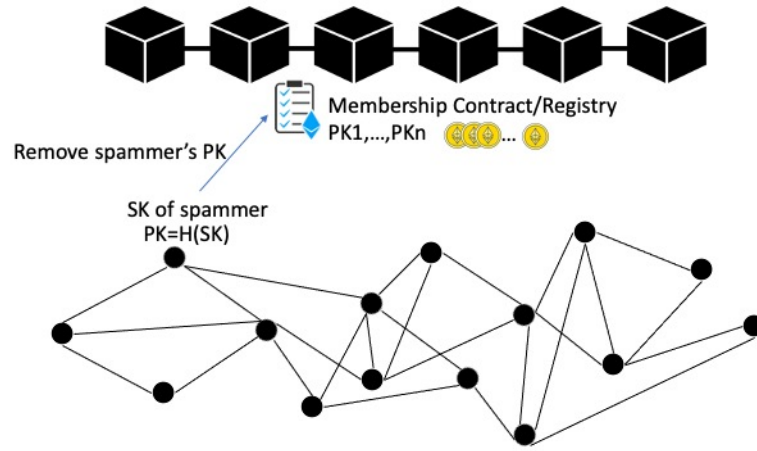 Membership Contract/Registry
PK1,...,PKn ...
Remove spammer's PK
SK of spammer
PK=H(SK)